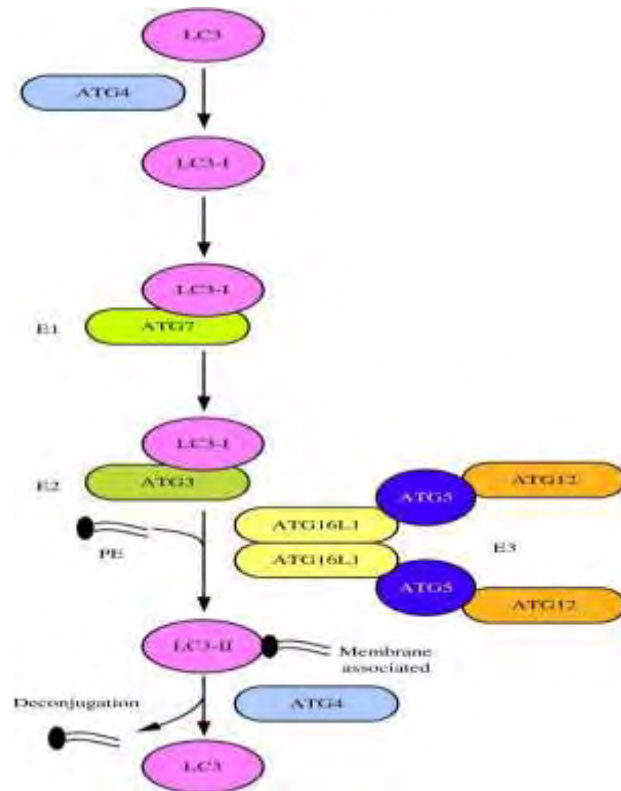 LC3
ATG4
LC3-I
LC3-I
E1
ATG7
LC3-I
E2
ATG3
ATG5
ATG12
ATG16L1
PE
E3
ATG16L1
ATG5
ATG12
LC3-II
Membrane
associated
Deconjugation
ATG4
LC3